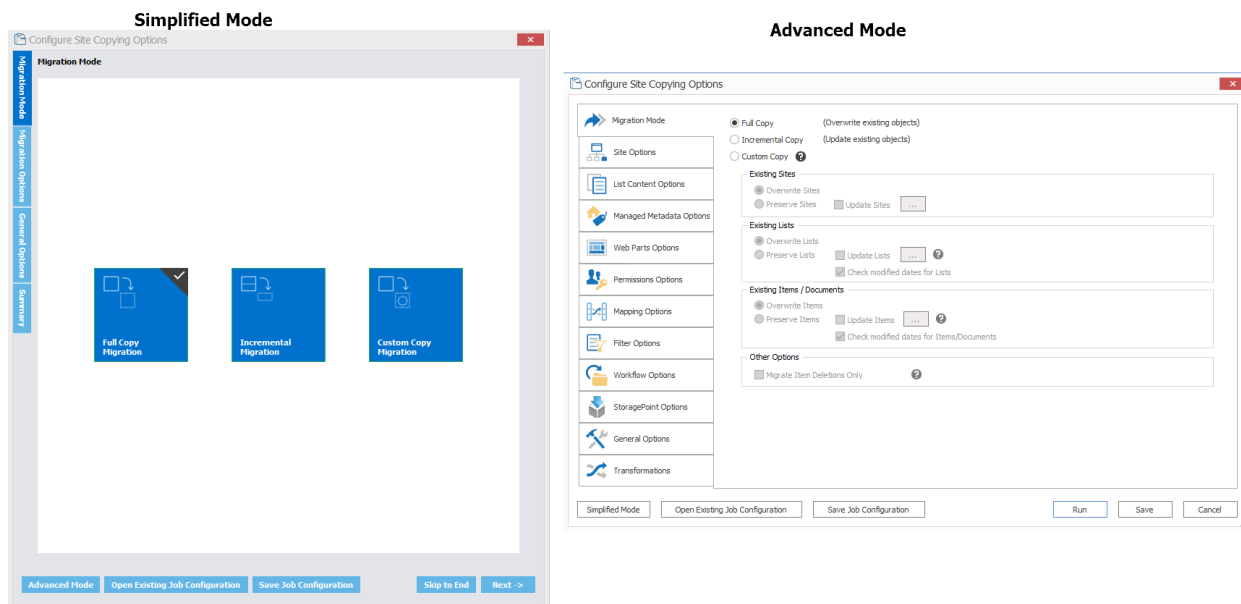 Simplified Mode
Configure Site Copying Options
Migration Mode
Migration Options
General Options
Summary
Migration Mode
Full Copy
Migration
Incremental
Migration
Custom Copy
Migration
Advanced Mode
Open Existing Job Configuration
Save Job Configuration
Skip to End
Next ->
Advanced Mode
Configure Site Copying Options
Migration Mode
Site Options
List Content Options
Managed Metadata Options
Web Parts Options
Permissions Options
Mapping Options
Filter Options
Workflow Options
StoragePoint Options
General Options
Transformations
Full Copy (Overwrite existing objects)
Incremental Copy (Update existing objects)
Custom Copy ?
Existing Sites
Overwrite Sites
Preserve Sites Update Sites ...
Existing Lists
Overwrite Lists
Preserve Lists Update Lists ... ?
Check modified dates for Lists
Existing Items / Documents
Overwrite Items
Preserve Items Update Items ... ?
Check modified dates for Items/Documents
Other Options
Migrate Item Deletions Only ?
Simplified Mode
Open Existing Job Configuration
Save Job Configuration
Run
Save
Cancel